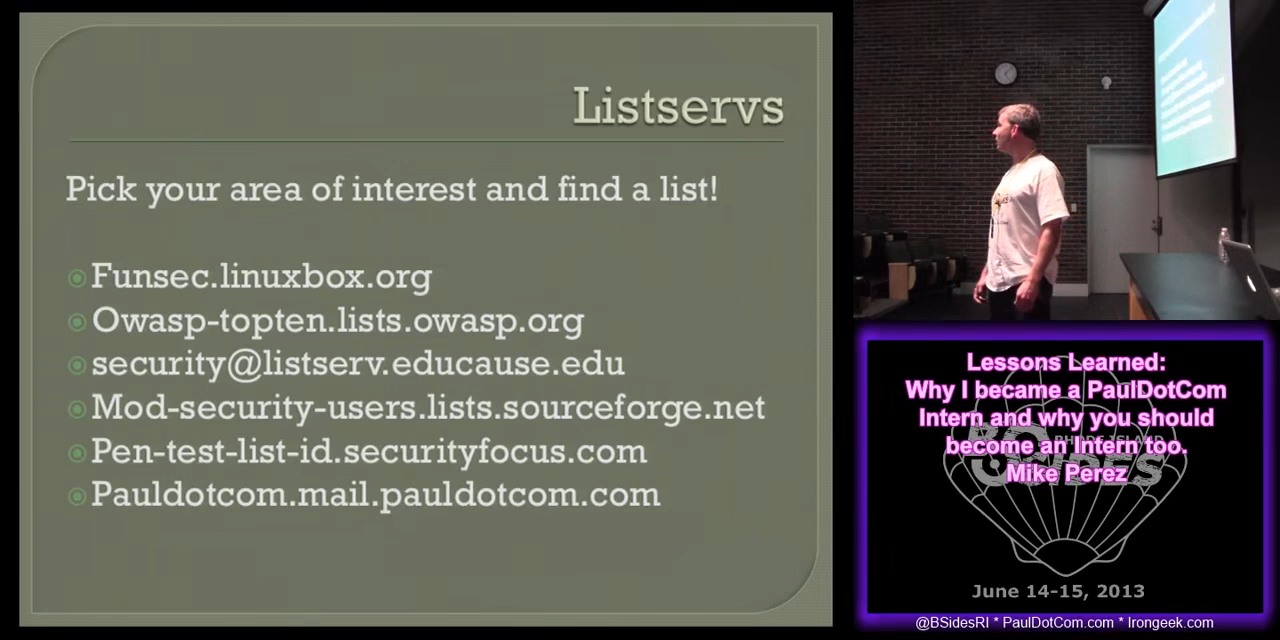 Listservs
Pick your area of interest and find a list!
Funsec.linuxbox.org
Owasp-topten.lists.owasp.org
security@listserv.educause.edu
Mod-security-users.lists.sourceforge.net
Pen-test-list-id.securityfocus.com
Pauldotcom.mail.pauldotcom.com
Lessons Learned:
Why I became a PaulDotCom
Intern and why you should
become an Intern too.
Mike Perez
June 14-15, 2013
@BSidesRI * PaulDotCom.com * Irongeek.com